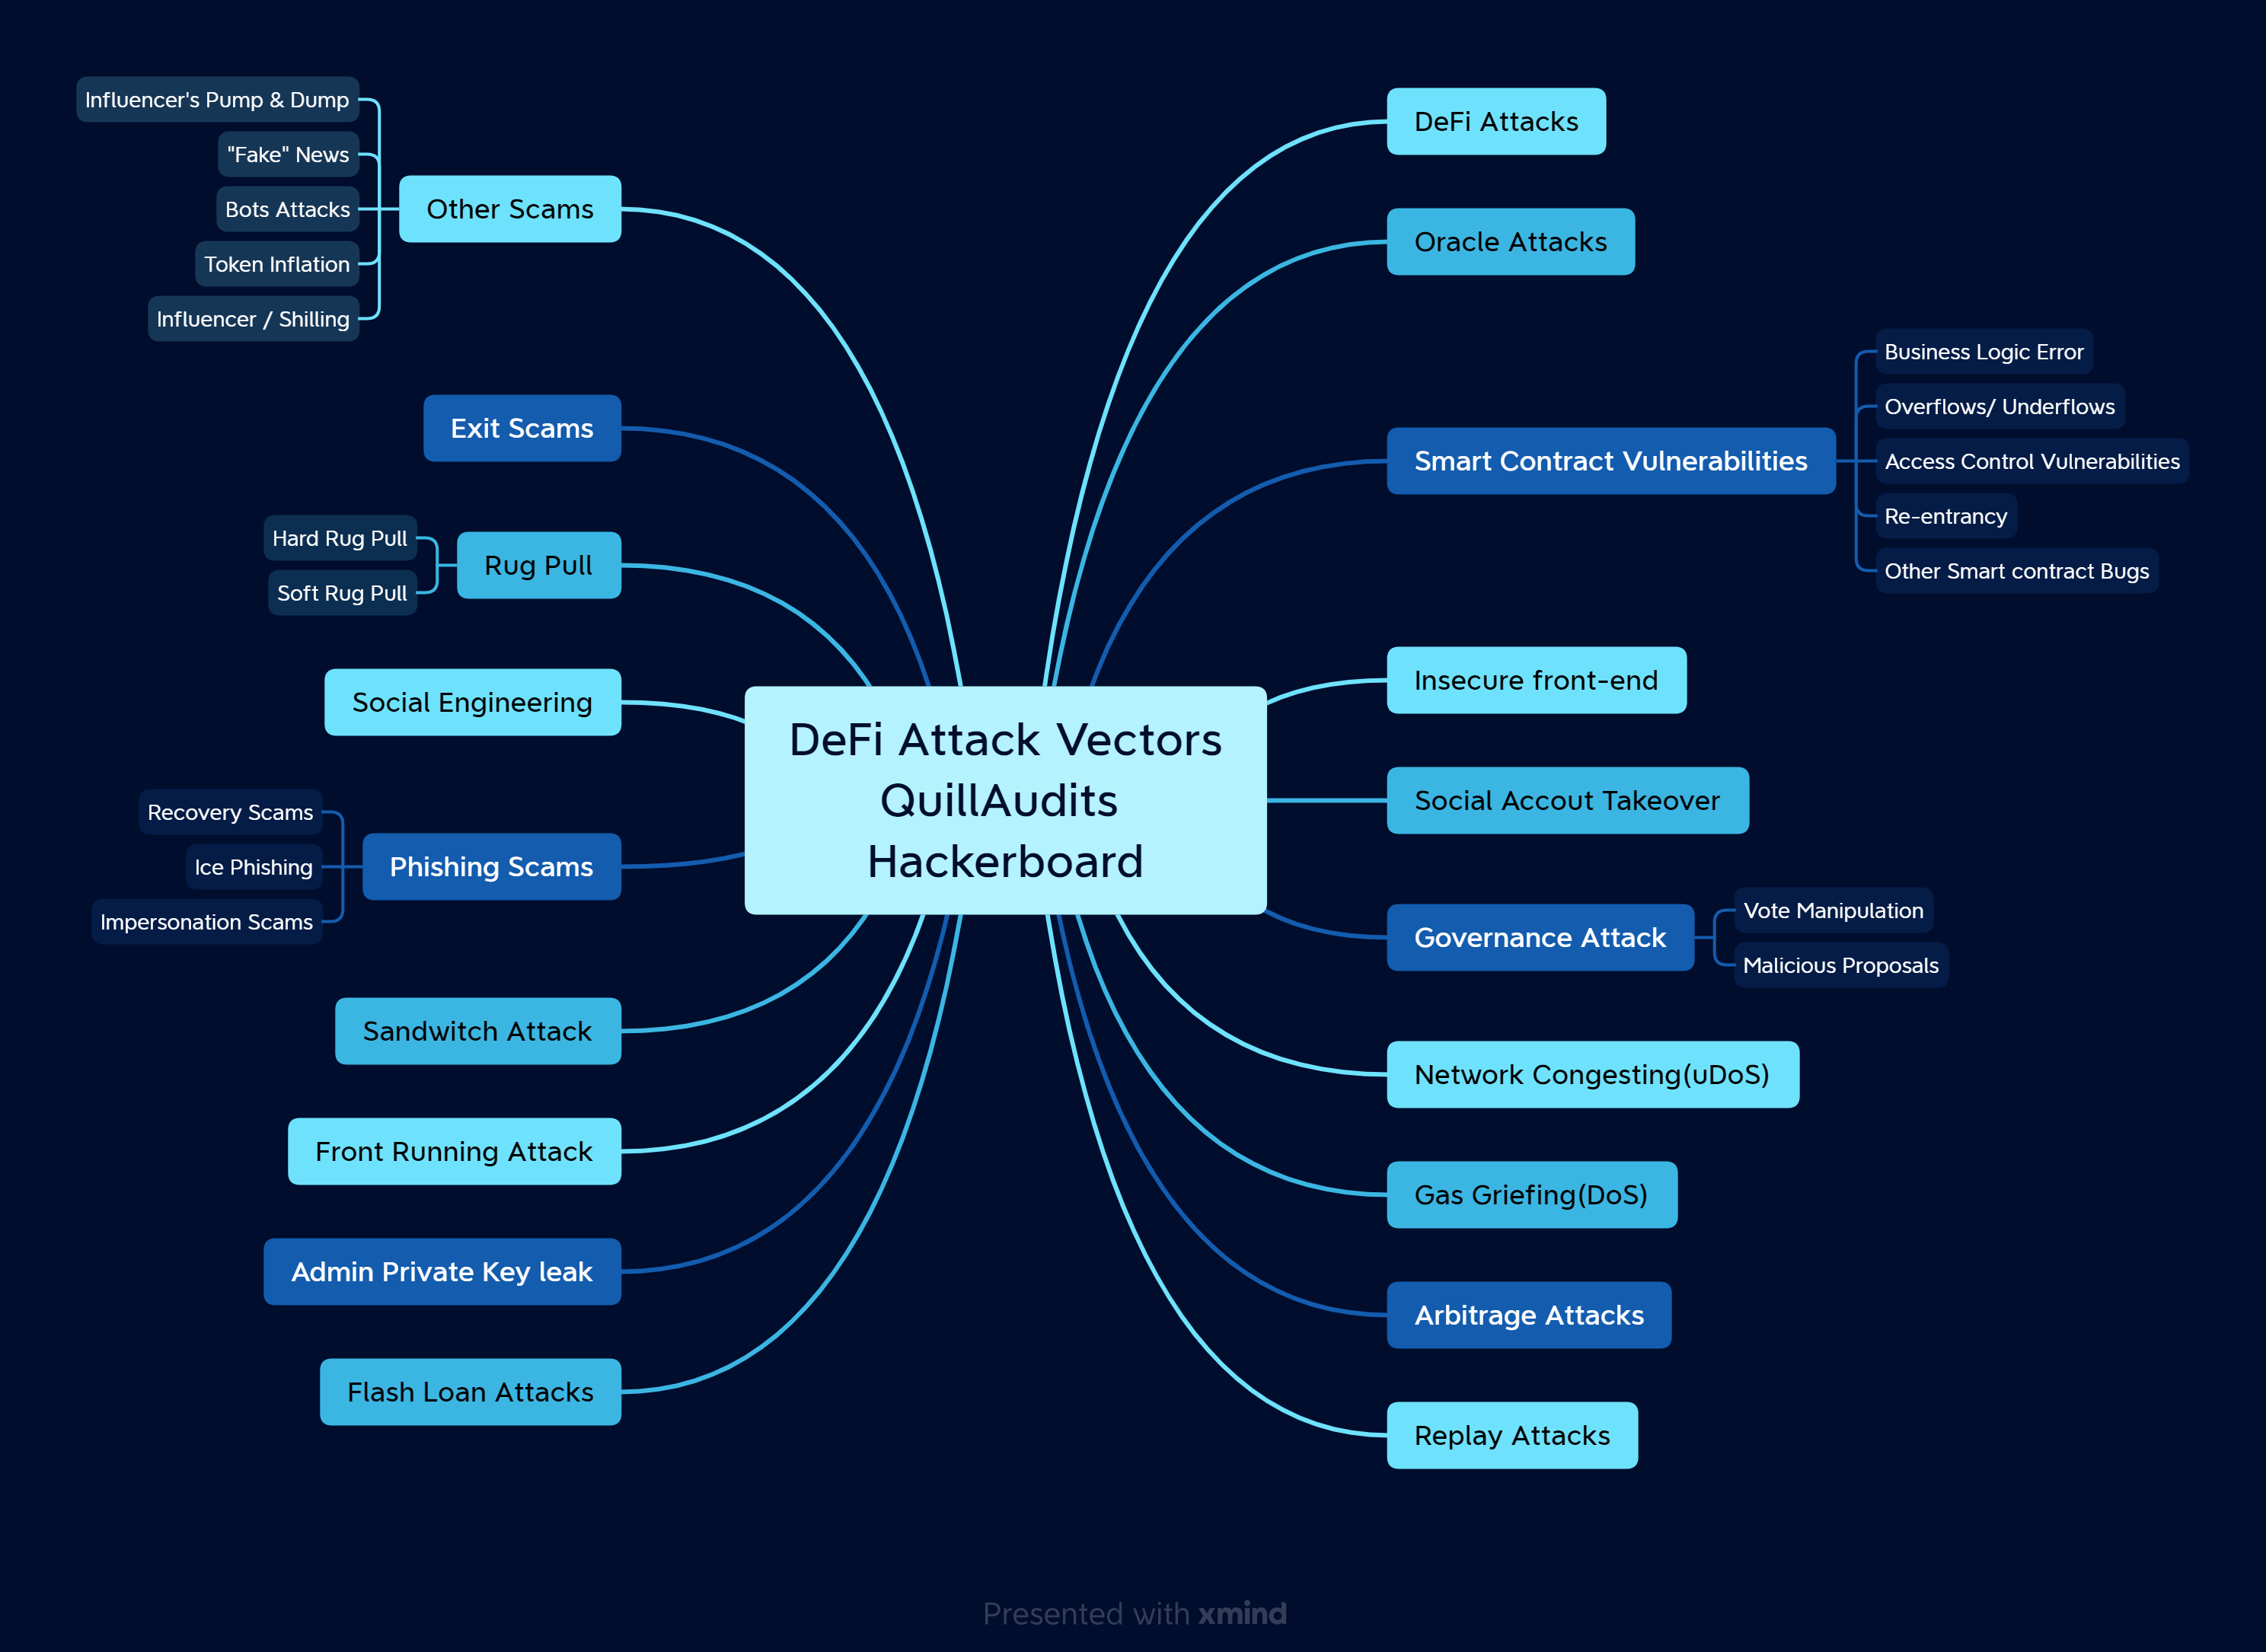 DeFi Attack Vectors
QuillAudits
Hackerboard
DeFi Attacks
Oracle Attacks
Smart Contract Vulnerabilities
Business Logic Error
Overflows/ Underflows
Access Control Vulnerabilities
Re-entrancy
Other Smart contract Bugs
Insecure front-end
Social Accout Takeover
Governance Attack
Vote Manipulation
Malicious Proposals
Network Congesting(uDoS)
Gas Griefing(DoS)
Arbitrage Attacks
Replay Attacks
Other Scams
Influencer's Pump & Dump
"Fake" News
Bots Attacks
Token Inflation
Influencer / Shilling
Exit Scams
Rug Pull
Hard Rug Pull
Soft Rug Pull
Social Engineering
Phishing Scams
Recovery Scams
Ice Phishing
Impersonation Scams
Sandwitch Attack
Front Running Attack
Admin Private Key leak
Flash Loan Attacks
Presented with xmind